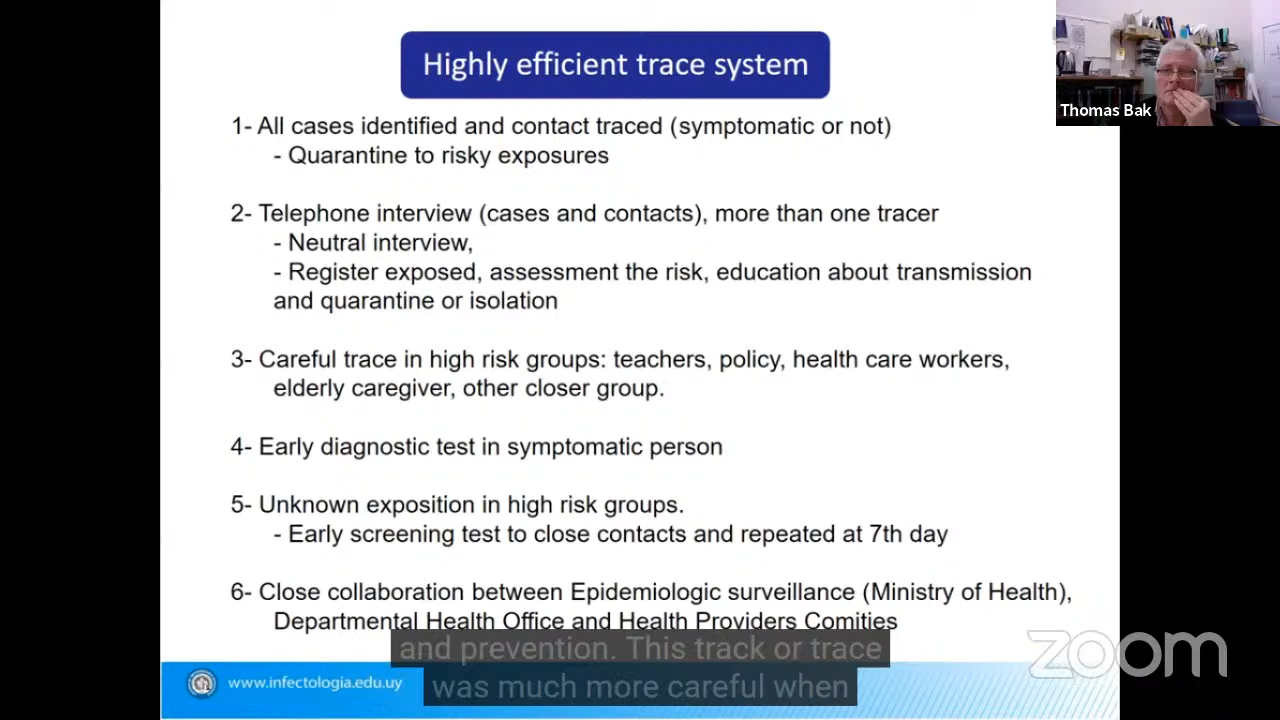 Highly efficient trace system
Thomas Bak
1- All cases identified and contact traced (symptomatic or not)
- Quarantine to risky exposures
2- Telephone interview (cases and contacts), more than one tracer
- Neutral interview,
- Register exposed, assessment the risk, education about transmission
and quarantine or isolation
3- Careful trace in high risk groups: teachers, policy, health care workers,
elderly caregiver, other closer group.
4- Early diagnostic test in symptomatic person
5- Unknown exposition in high risk groups.
- Early screening test to close contacts and repeated at 7th day
6- Close collaboration between Epidemiologic surveillance (Ministry of Health),
Departmental Health Office and Health Providers Comities
and prevention. This track or trace
was much more careful when
www.infectologia.edu.uy
zoom